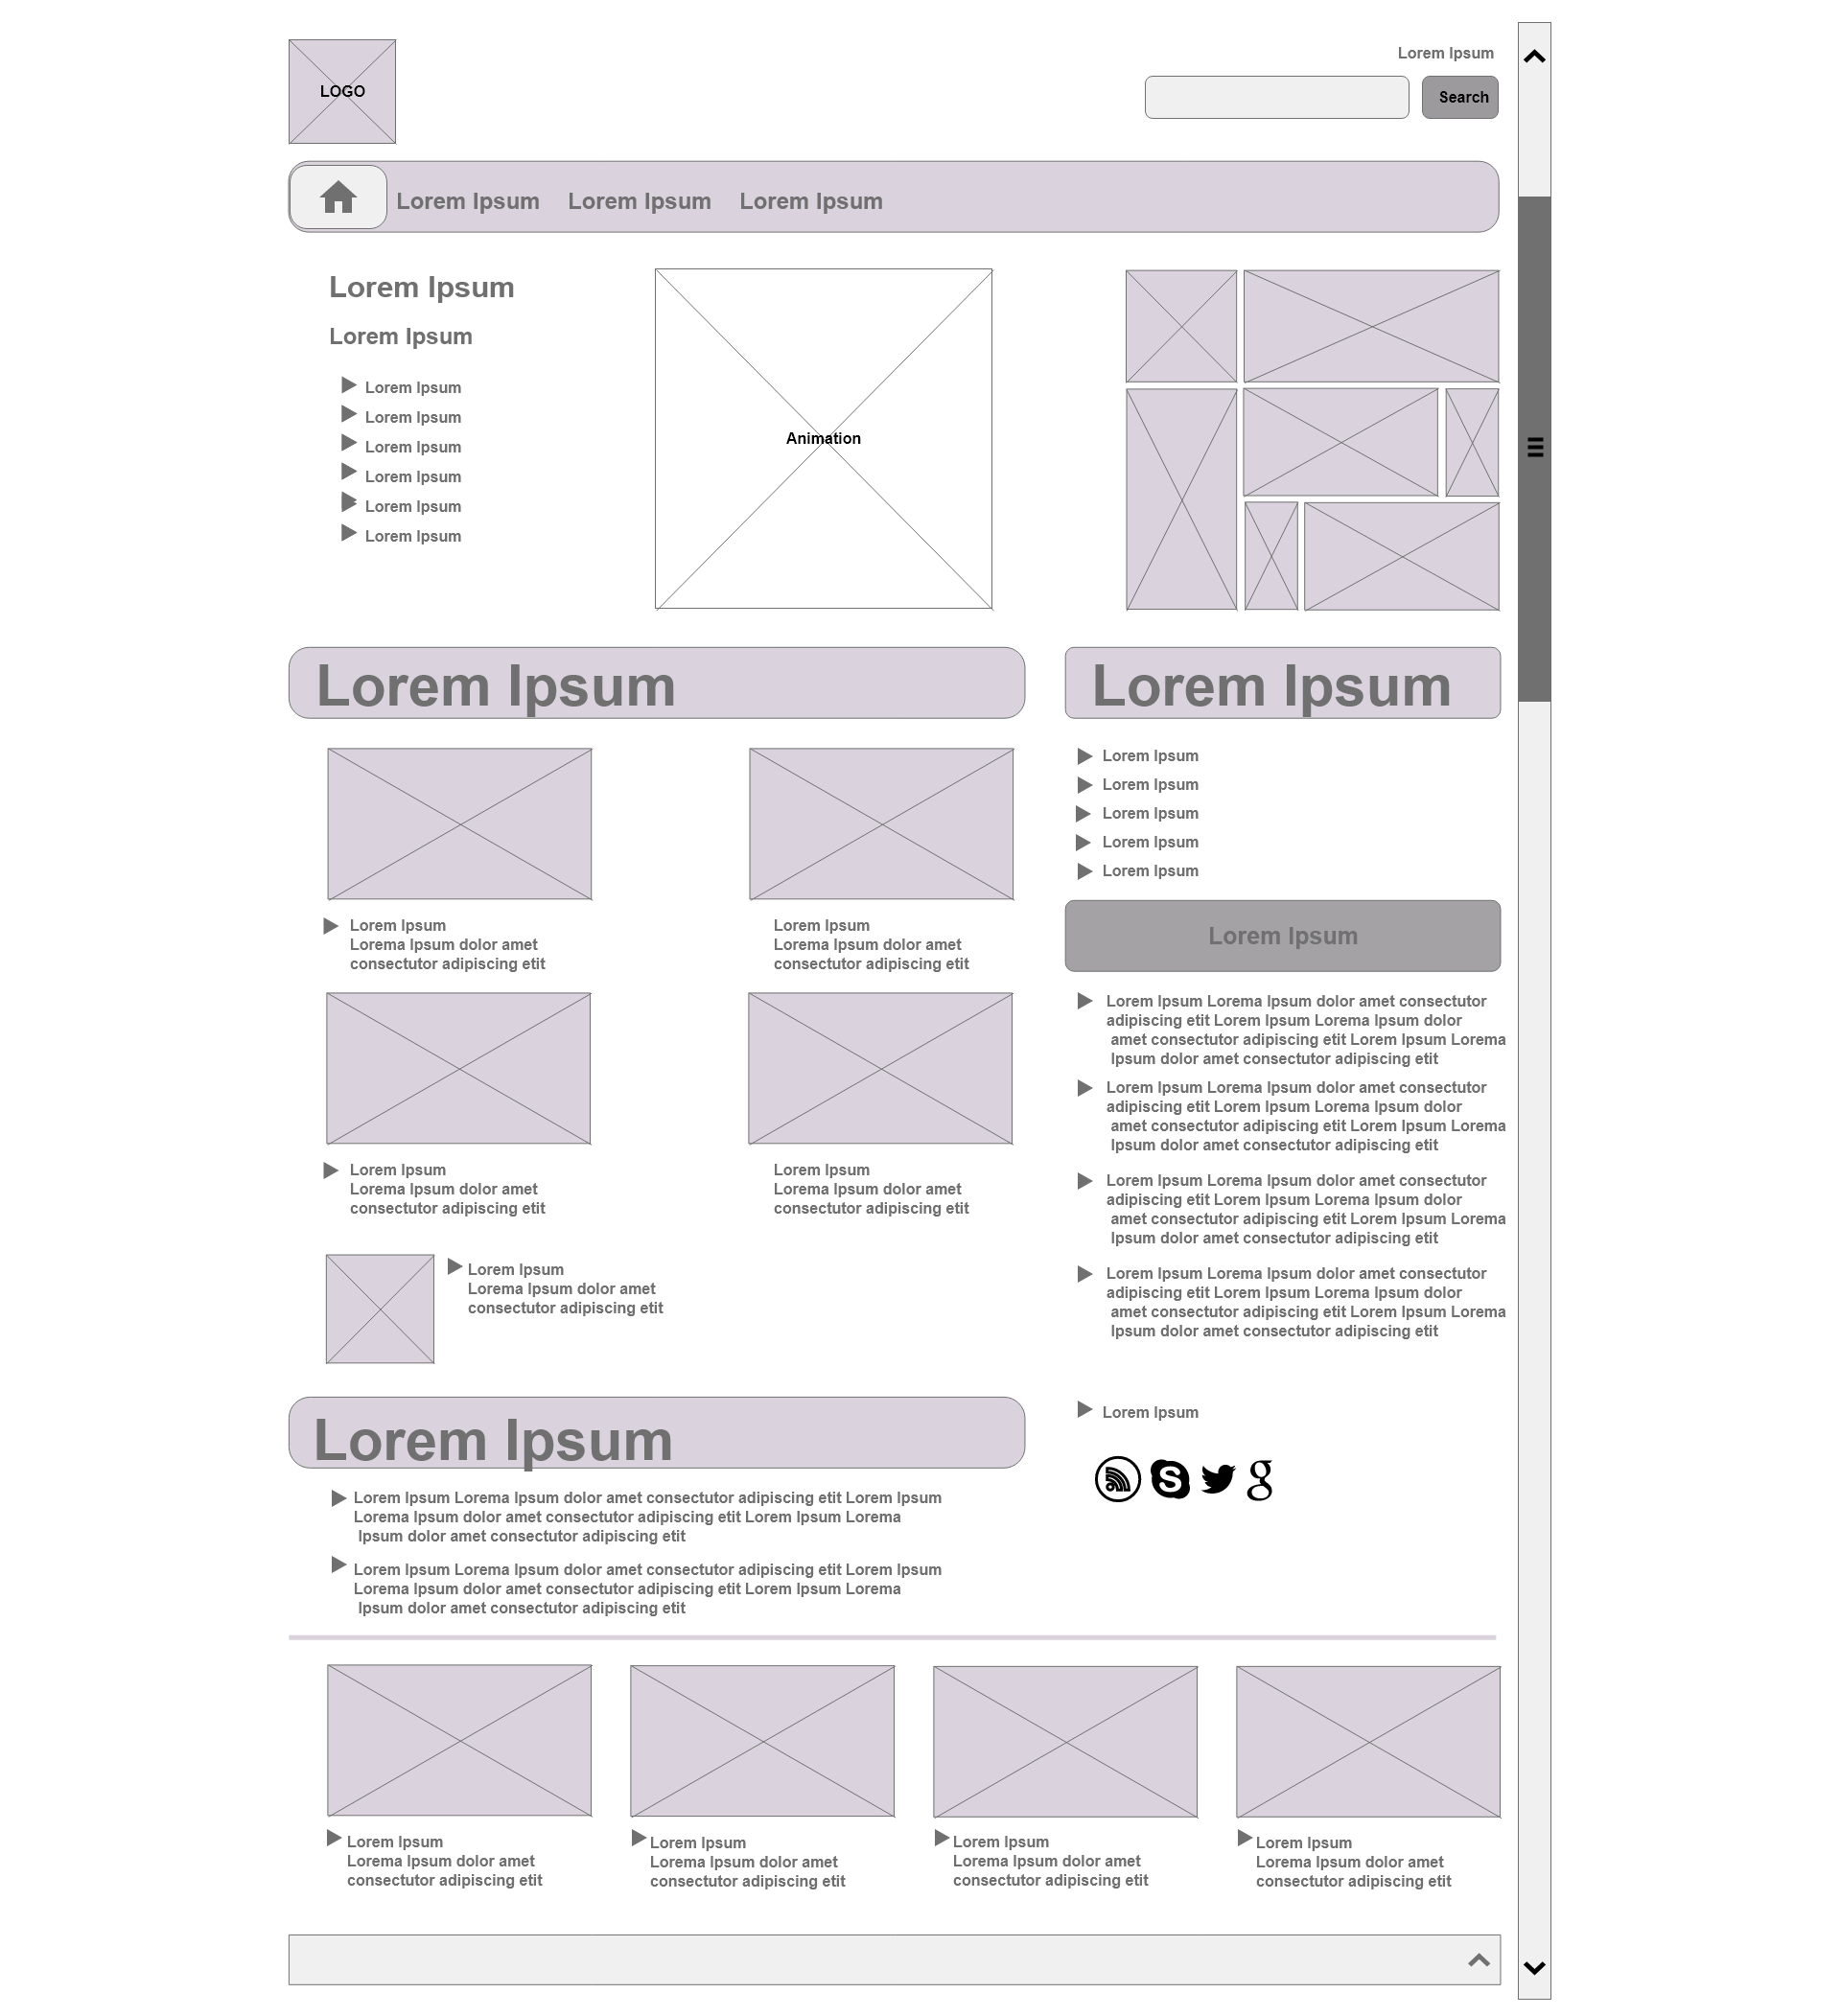 Lorem Ipsum
LOGO
Search
Lorem Ipsum
Lorem Ipsum
Lorem Ipsum
Lorem Ipsum
Lorem Ipsum
Lorem Ipsum
Lorem Ipsum
Lorem Ipsum
Lorem Ipsum
Lorem Ipsum
Lorem Ipsum
Animation
Lorem Ipsum
Lorem Ipsum
Lorema Ipsum dolor amet
consectutor adipiscing etit
Lorem Ipsum
Lorema Ipsum dolor amet
consectutor adipiscing etit
Lorem Ipsum
Lorema Ipsum dolor amet
consectutor adipiscing etit
Lorem Ipsum
Lorema Ipsum dolor amet
consectutor adipiscing etit
Lorem Ipsum
Lorema Ipsum dolor amet
consectutor adipiscing etit
Lorem Ipsum
Lorem Ipsum
Lorem Ipsum
Lorem Ipsum
Lorem Ipsum
Lorem Ipsum
Lorem Ipsum
Lorem Ipsum Lorema Ipsum dolor amet consectutor
adipiscing etit Lorem Ipsum Lorema Ipsum dolor
amet consectutor adipiscing etit Lorem Ipsum Lorema
Ipsum dolor amet consectutor adipiscing etit
Lorem Ipsum Lorema Ipsum dolor amet consectutor
adipiscing etit Lorem Ipsum Lorema Ipsum dolor
amet consectutor adipiscing etit Lorem Ipsum Lorema
Ipsum dolor amet consectutor adipiscing etit
Lorem Ipsum Lorema Ipsum dolor amet consectutor
adipiscing etit Lorem Ipsum Lorema Ipsum dolor
amet consectutor adipiscing etit Lorem Ipsum Lorema
Ipsum dolor amet consectutor adipiscing etit
Lorem Ipsum Lorema Ipsum dolor amet consectutor
adipiscing etit Lorem Ipsum Lorema Ipsum dolor
amet consectutor adipiscing etit Lorem Ipsum Lorema
Ipsum dolor amet consectutor adipiscing etit
Lorem Ipsum
Lorem Ipsum
Lorem Ipsum Lorema Ipsum dolor amet consectutor adipiscing etit Lorem Ipsum
Lorema Ipsum dolor amet consectutor adipiscing etit Lorem Ipsum Lorema
Ipsum dolor amet consectutor adipiscing etit
Lorem Ipsum Lorema Ipsum dolor amet consectutor adipiscing etit Lorem Ipsum
Lorema Ipsum dolor amet consectutor adipiscing etit Lorem Ipsum Lorema
Ipsum dolor amet consectutor adipiscing etit
Lorem Ipsum
Lorema Ipsum dolor amet
consectutor adipiscing etit
Lorem Ipsum
Lorema Ipsum dolor amet
consectutor adipiscing etit
Lorem Ipsum
Lorema Ipsum dolor amet
consectutor adipiscing etit
Lorem Ipsum
Lorema Ipsum dolor amet
consectutor adipiscing etit